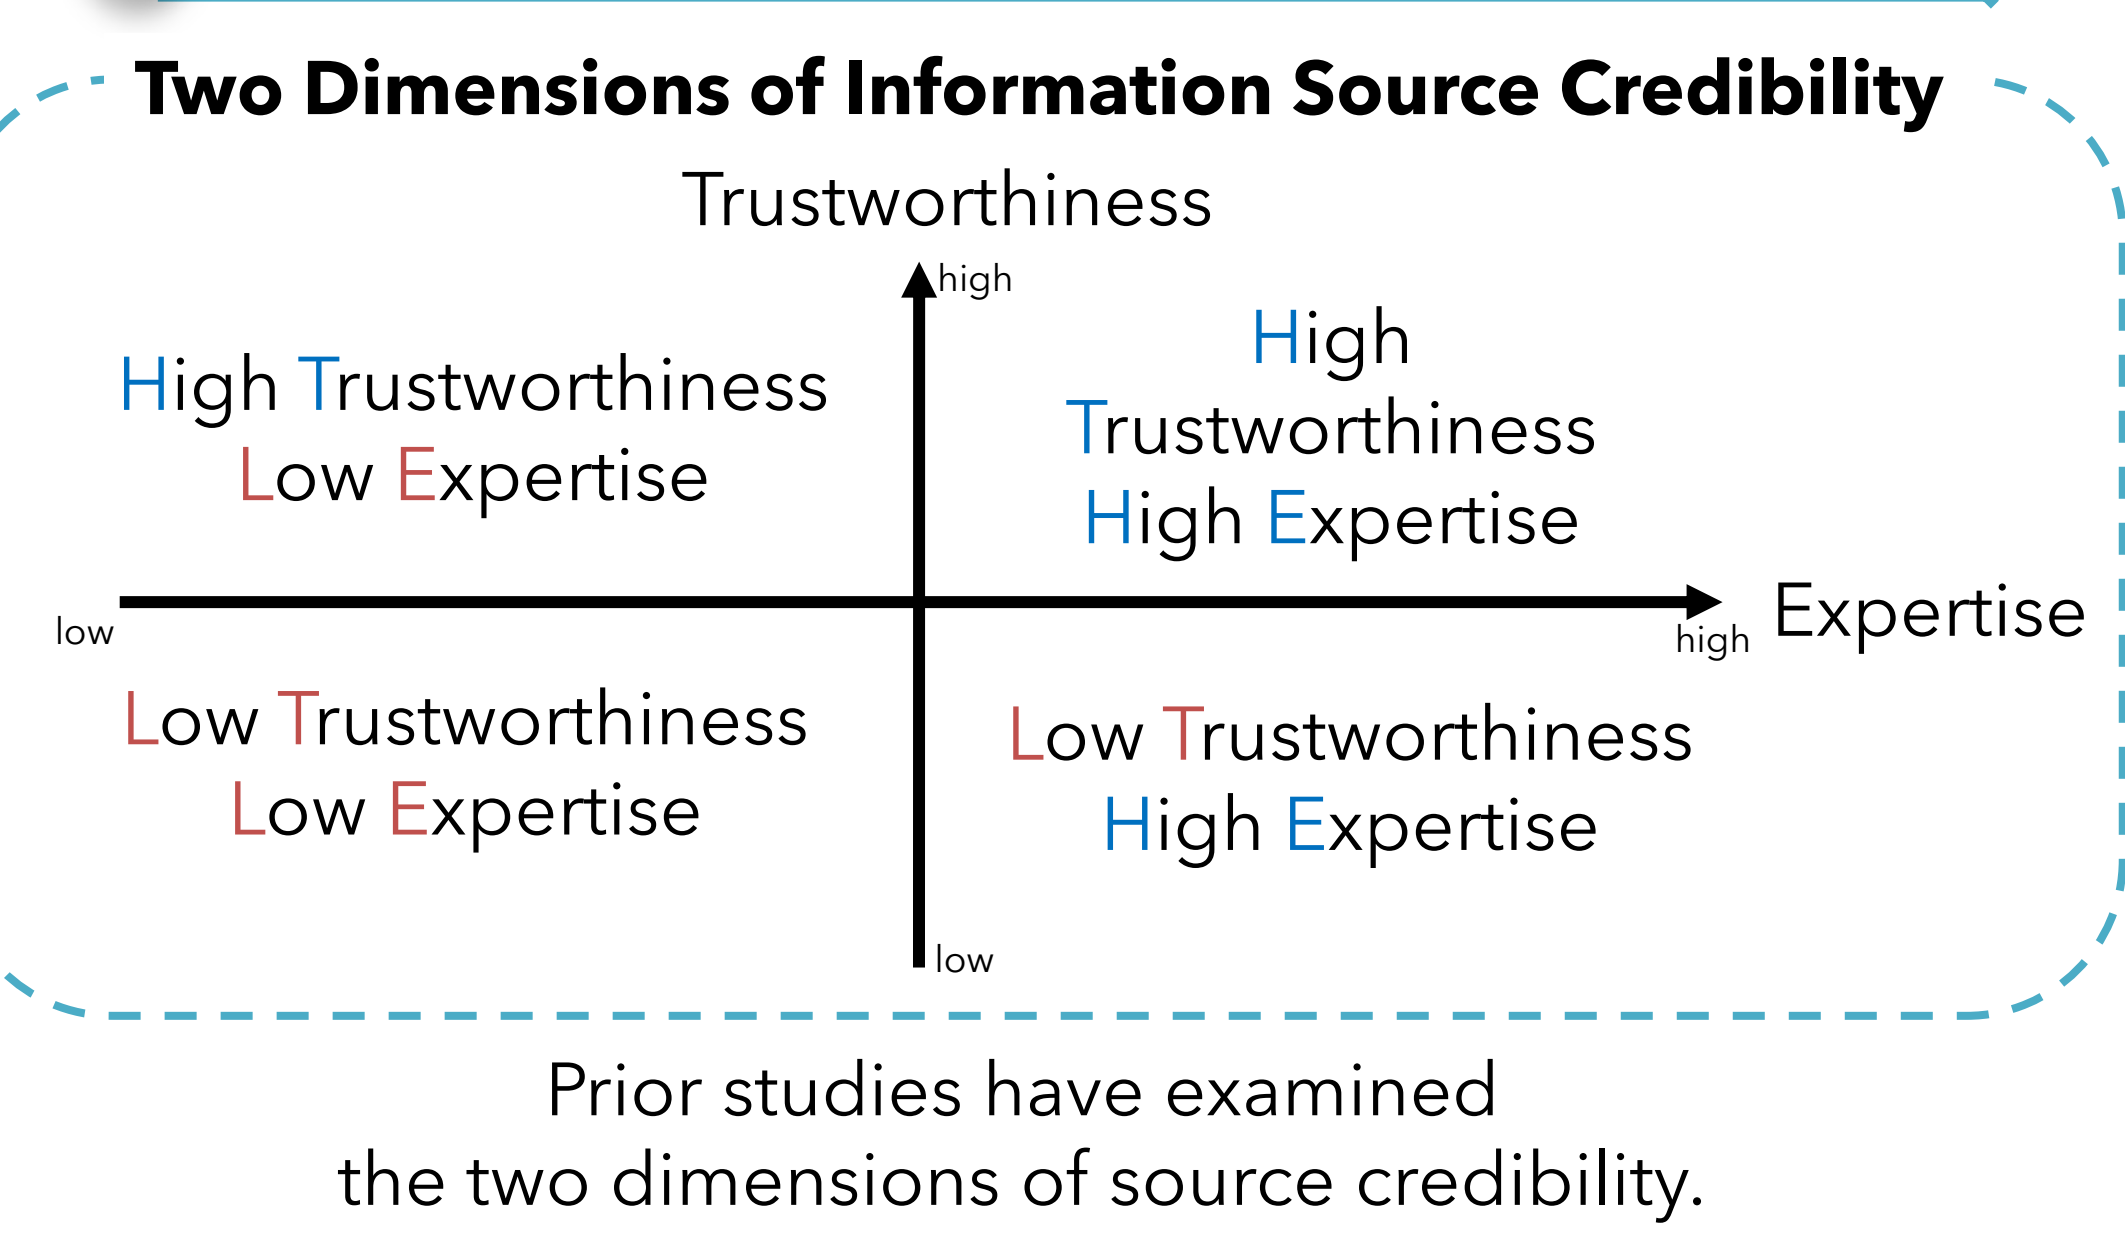 Two Dimensions of Information Source Credibility
Trustworthiness
high
High Trustworthiness
Low Expertise
High
Trustworthiness
High Expertise
low
high
Expertise
Low Trustworthiness
Low Expertise
Low Trustworthiness
High Expertise
low
Prior studies have examined
the two dimensions of source credibility.